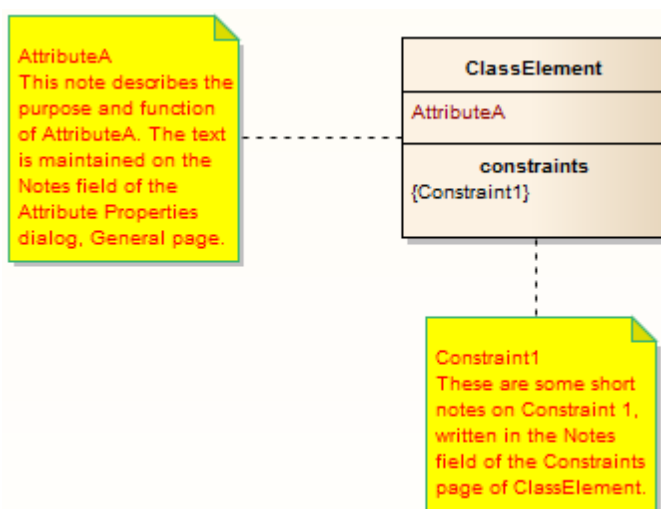 AttributeA
This note describes the
purpose and function
of AttributeA. The text
is maintained on the
Notes field of the
Attribute Properties
dialog, General page.
ClassElement
AttributeA
constraints
{Constraint1}
Constraint1
These are some short
notes on Constraint 1,
written in the Notes
field of the Constraints
page of ClassElement.